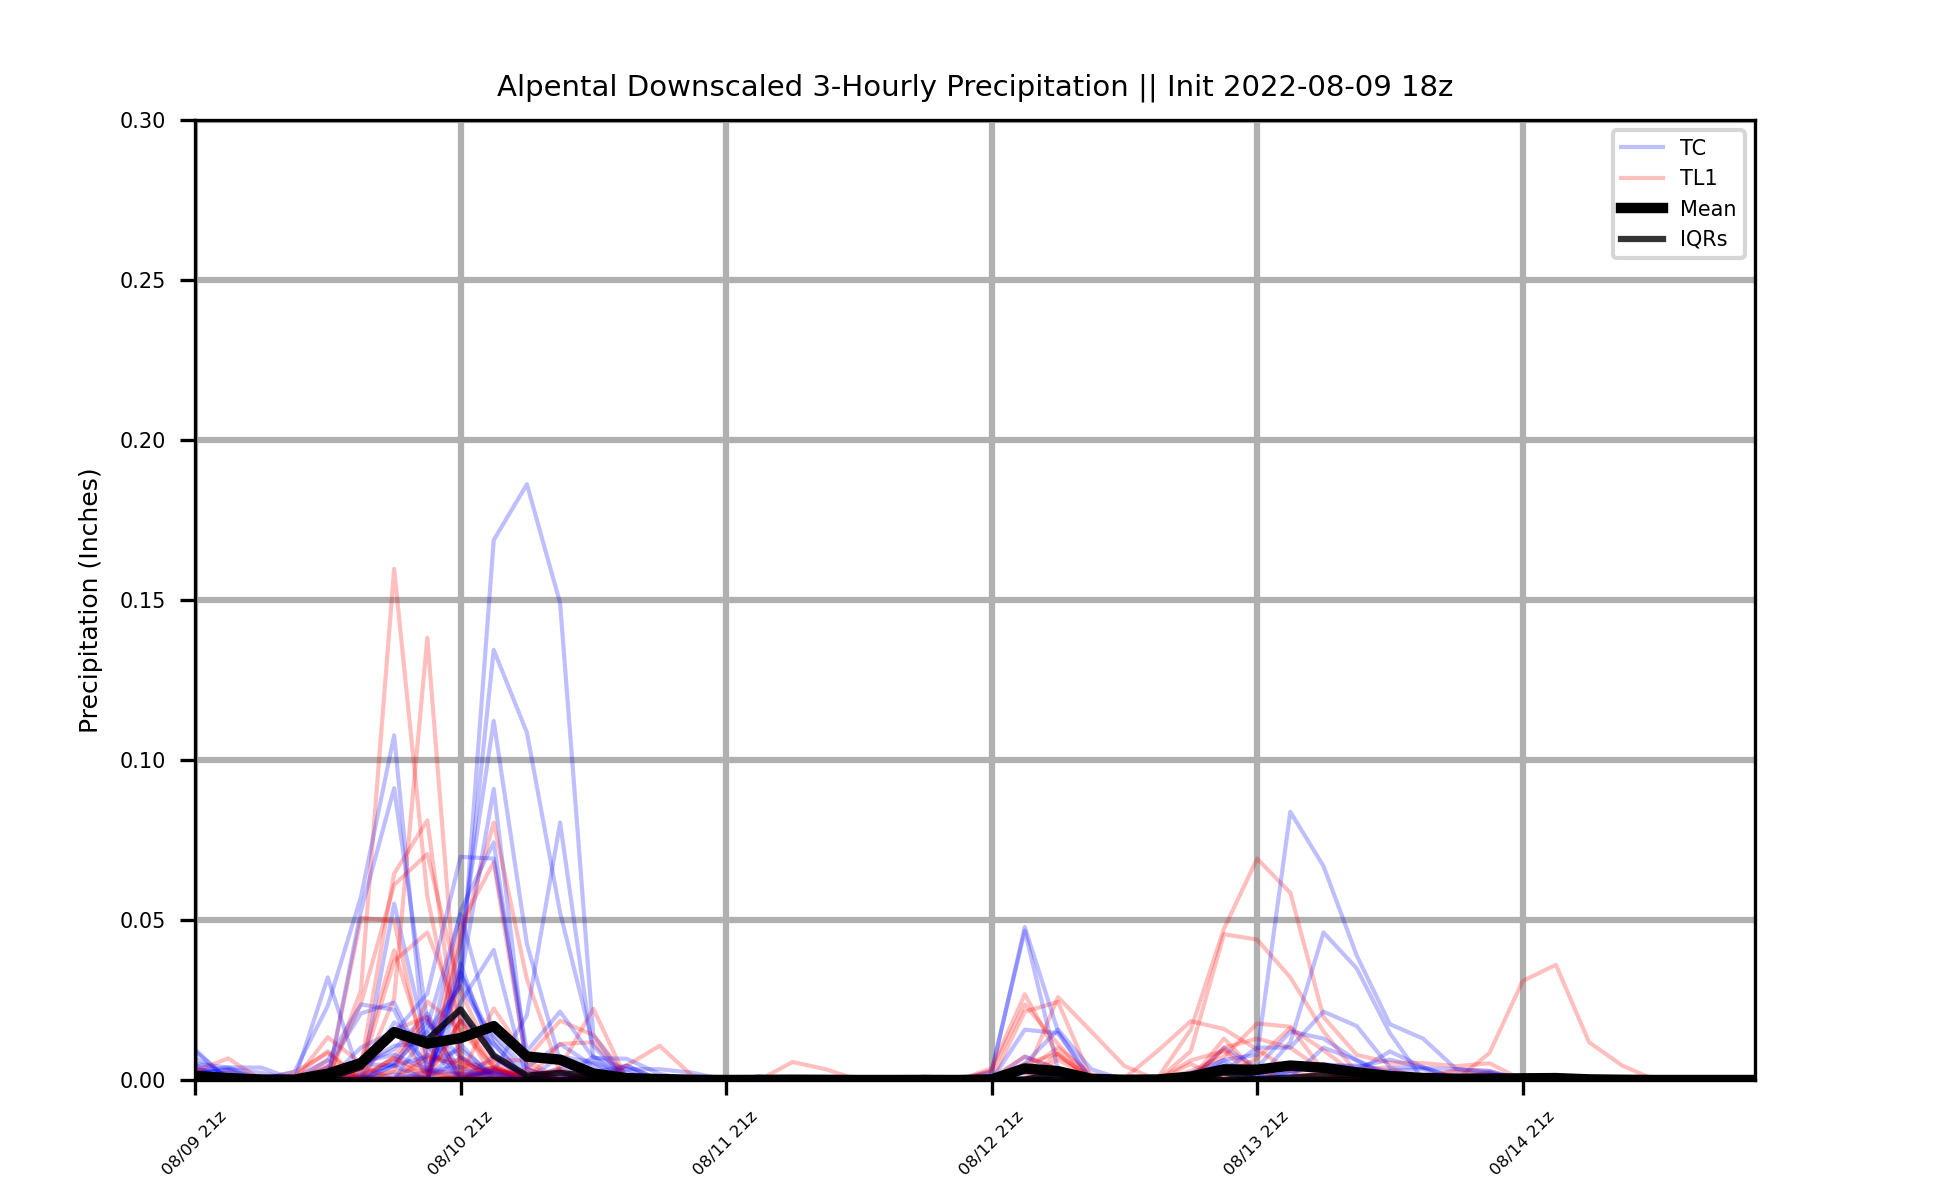 Alpental Downscaled 3-Hourly Precipitation || Init 2022-08-09 18z
TC
TL1
Mean
IQRs
Precipitation (Inches)
0.30
0.25
0.20
0.15
0.10
0.05
0.00
08/09 21z
08/10 21z
08/11 21z
08/12 21z
08/13 21z
08/14 21z